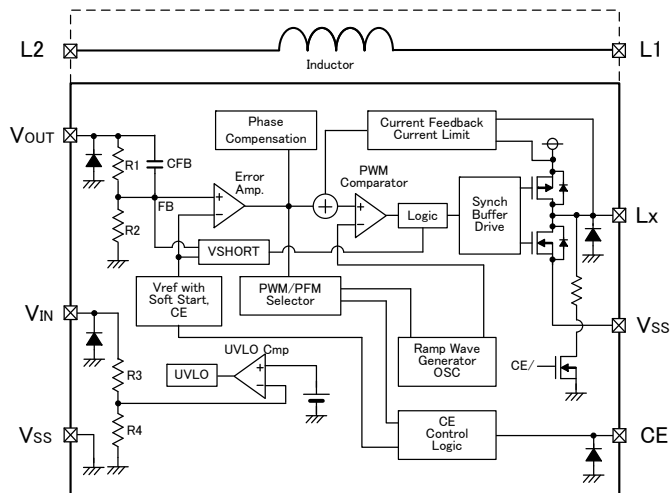 L2
L1
Inductor
VOUT
R1
CFB
FB
R2
Phase
Compensation
Current Feedback
Current Limit
Error
Amp.
PWM
Comparator
+
−
+
+
−
Logic
Synch
Buffer
Drive
Lx
VSHORT
Vref with
Soft Start,
CE
PWM/PFM
Selector
VIN
VSS
R3
UVLO
UVLO Cmp
+
−
Ramp Wave
Generator
OSC
CE/
R4
VSS
CE
Control
Logic
CE